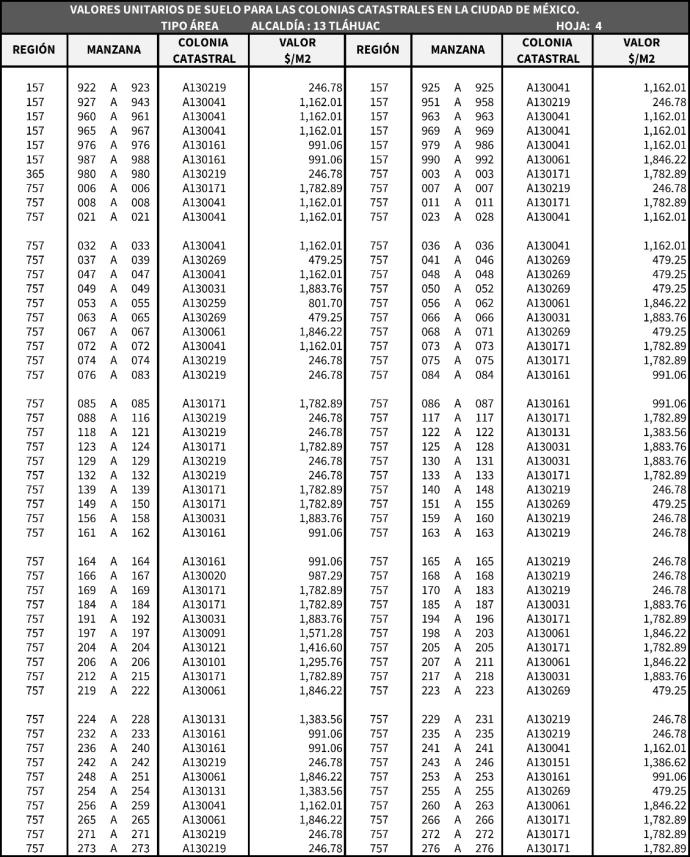 VALORES UNITARIOS DE SUELO PARA LAS COLONIAS CATASTRALES EN LA CIUDAD DE MÉXICO.
TIPO ÁREA ALCALDÍA : 13 TLÁHUAC HOJA: 4
REGIÓN MANZANA COLONIA CATASTRAL VALOR $/M2 REGIÓN MANZANA COLONIA CATASTRAL VALOR $/M2
157 922 A 923 A130219 246.78 157 925 A 925 A130041 1,162.01
157 927 A 943 A130041 1,162.01 157 951 A 958 A130219 246.78
157 960 A 961 A130041 1,162.01 157 963 A 963 A130041 1,162.01
157 965 A 967 A130041 1,162.01 157 969 A 969 A130041 1,162.01
157 976 A 976 A130161 991.06 157 979 A 986 A130041 1,162.01
157 987 A 988 A130161 991.06 157 990 A 992 A130061 1,846.22
365 980 A 980 A130219 246.78 757 003 A 003 A130171 1,782.89
757 006 A 006 A130171 1,782.89 757 007 A 007 A130219 246.78
757 008 A 008 A130041 1,162.01 757 011 A 011 A130171 1,782.89
757 021 A 021 A130041 1,162.01 757 023 A 028 A130041 1,162.01
757 032 A 033 A130041 1,162.01 757 036 A 036 A130041 1,162.01
757 037 A 039 A130269 479.25 757 041 A 046 A130269 479.25
757 047 A 047 A130041 1,162.01 757 048 A 048 A130269 479.25
757 049 A 049 A130031 1,883.76 757 050 A 052 A130269 479.25
757 053 A 055 A130259 801.70 757 056 A 062 A130061 1,846.22
757 063 A 065 A130269 479.25 757 066 A 066 A130031 1,883.76
757 067 A 067 A130061 1,846.22 757 068 A 071 A130269 479.25
757 072 A 072 A130041 1,162.01 757 073 A 073 A130171 1,782.89
757 074 A 074 A130219 246.78 757 075 A 075 A130171 1,782.89
757 076 A 083 A130219 246.78 757 084 A 084 A130161 991.06
757 085 A 085 A130171 1,782.89 757 086 A 087 A130161 991.06
757 088 A 116 A130219 246.78 757 117 A 117 A130171 1,782.89
757 118 A 121 A130219 246.78 757 122 A 122 A130131 1,383.56
757 123 A 124 A130171 1,782.89 757 125 A 128 A130031 1,883.76
757 129 A 129 A130219 246.78 757 130 A 131 A130031 1,883.76
757 132 A 132 A130219 246.78 757 133 A 133 A130171 1,782.89
757 139 A 139 A130171 1,782.89 757 140 A 148 A130219 246.78
757 149 A 150 A130171 1,782.89 757 151 A 155 A130269 479.25
757 156 A 158 A130031 1,883.76 757 159 A 160 A130219 246.78
757 161 A 162 A130161 991.06 757 163 A 163 A130219 246.78
757 164 A 164 A130161 991.06 757 165 A 165 A130219 246.78
757 166 A 167 A130020 987.29 757 168 A 168 A130219 246.78
757 169 A 169 A130171 1,782.89 757 170 A 183 A130219 246.78
757 184 A 184 A130171 1,782.89 757 185 A 187 A130031 1,883.76
757 191 A 192 A130031 1,883.76 757 194 A 196 A130171 1,782.89
757 197 A 197 A130091 1,571.28 757 198 A 203 A130061 1,846.22
757 204 A 204 A130121 1,416.60 757 205 A 205 A130171 1,782.89
757 206 A 206 A130101 1,295.76 757 207 A 211 A130061 1,846.22
757 212 A 215 A130171 1,782.89 757 217 A 218 A130031 1,883.76
757 219 A 222 A130061 1,846.22 757 223 A 223 A130269 479.25
757 224 A 228 A130131 1,383.56 757 229 A 231 A130219 246.78
757 232 A 233 A130161 991.06 757 235 A 235 A130219 246.78
757 236 A 240 A130161 991.06 757 241 A 241 A130041 1,162.01
757 242 A 242 A130219 246.78 757 243 A 246 A130151 1,386.62
757 248 A 251 A130061 1,846.22 757 253 A 253 A130161 991.06
757 254 A 254 A130131 1,383.56 757 255 A 255 A130269 479.25
757 256 A 259 A130041 1,162.01 757 260 A 263 A130061 1,846.22
757 265 A 265 A130061 1,846.22 757 266 A 266 A130171 1,782.89
757 271 A 271 A130219 246.78 757 272 A 272 A130171 1,782.89
757 273 A 273 A130219 246.78 757 276 A 276 A130171 1,782.89